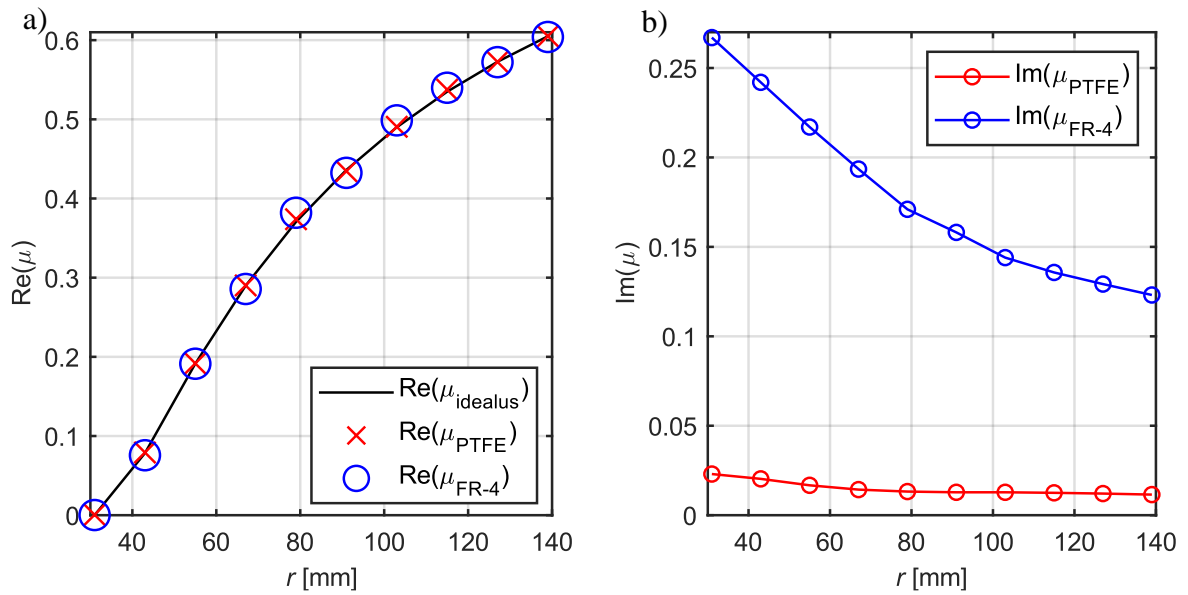 a)
0.6
0.5
0.4
0.3
0.2
0.1
0
Re(μ)
40 60 80 100 120 140
r [mm]
Re(μidealus)
Re(μPTFE)
Re(μFR-4)
b)
0.25
0.2
0.15
0.1
0.05
0
Im(μ)
40 60 80 100 120 140
r [mm]
Im(μPTFE)
Im(μFR-4)